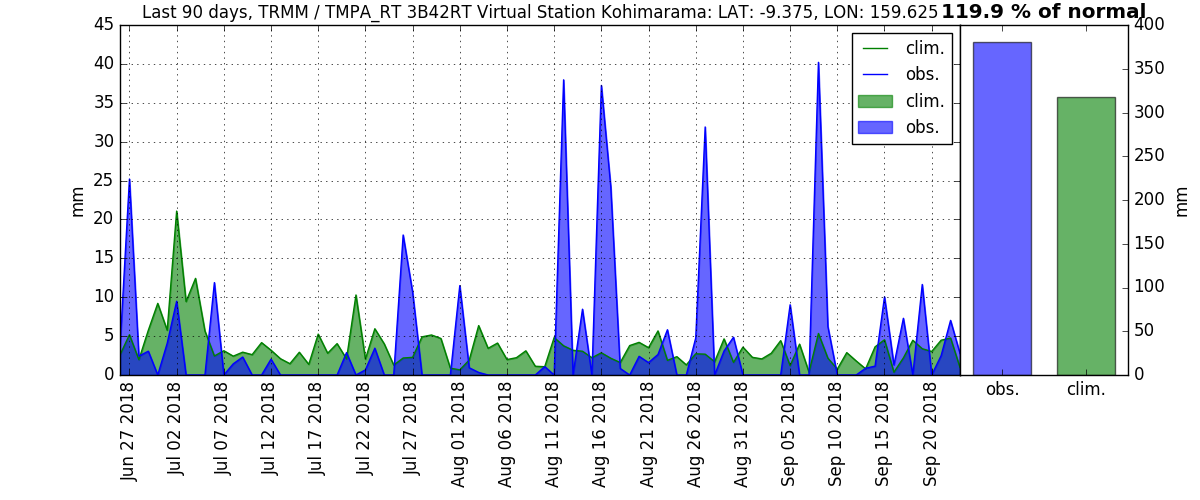 Last 90 days, TRMM / TMPA_RT 3B42RT Virtual Station Kohimarama: LAT: -9.375, LON: 159.625 119.9 % of normal
45
40
35
30
25
20
15
10
5
0
mm
clim.
obs.
clim.
obs.
400
350
300
250
200
150
100
50
0
mm
Jun 27 2018
Jul 02 2018
Jul 07 2018
Jul 12 2018
Jul 17 2018
Jul 22 2018
Jul 27 2018
Aug 01 2018
Aug 06 2018
Aug 11 2018
Aug 16 2018
Aug 21 2018
Aug 26 2018
Aug 31 2018
Sep 05 2018
Sep 10 2018
Sep 15 2018
Sep 20 2018
obs.
clim.